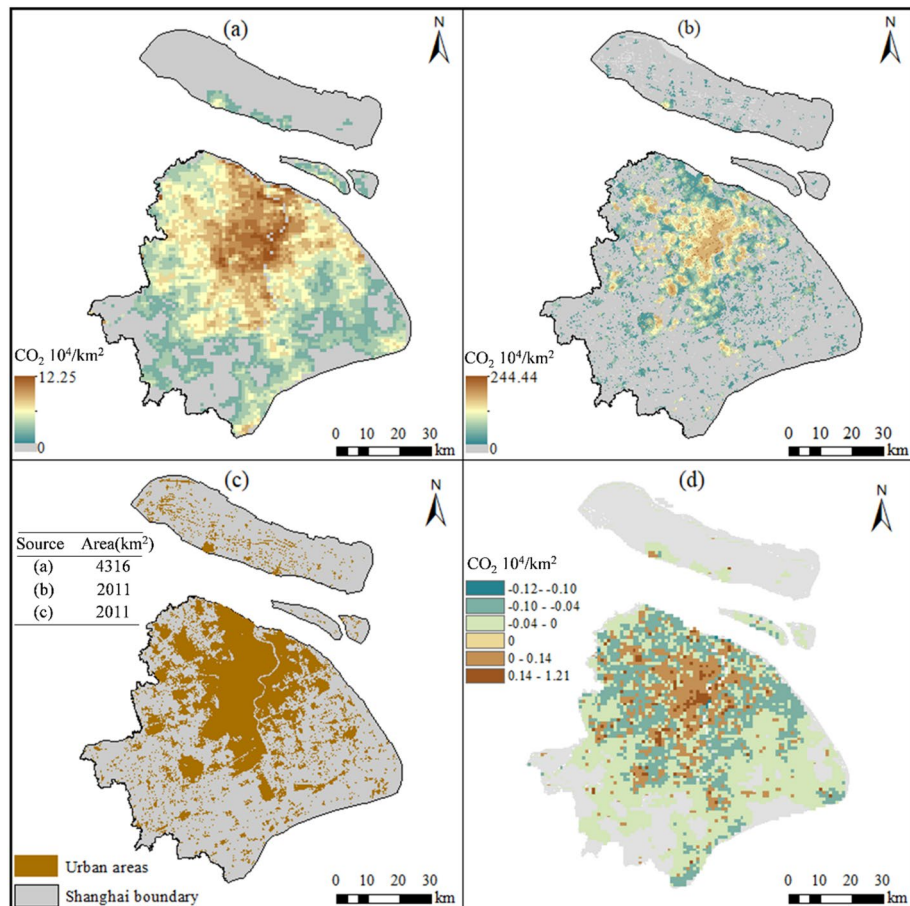 (a)
N
CO₂ 10⁴/km²
12.25
0
0 10 20 30
km
(b)
N
CO₂ 10⁴/km²
244.44
0
0 10 20 30
km
(c)
N
Source Area(km²)
(a) 4316
(b) 2011
(c) 2011
Urban areas
Shanghai boundary
0 10 20 30
km
(d)
N
CO₂ 10⁴/km²
-0.12- -0.10
-0.10 - -0.04
-0.04 - 0
0
0 - 0.14
0.14 - 1.21
0 10 20 30
km